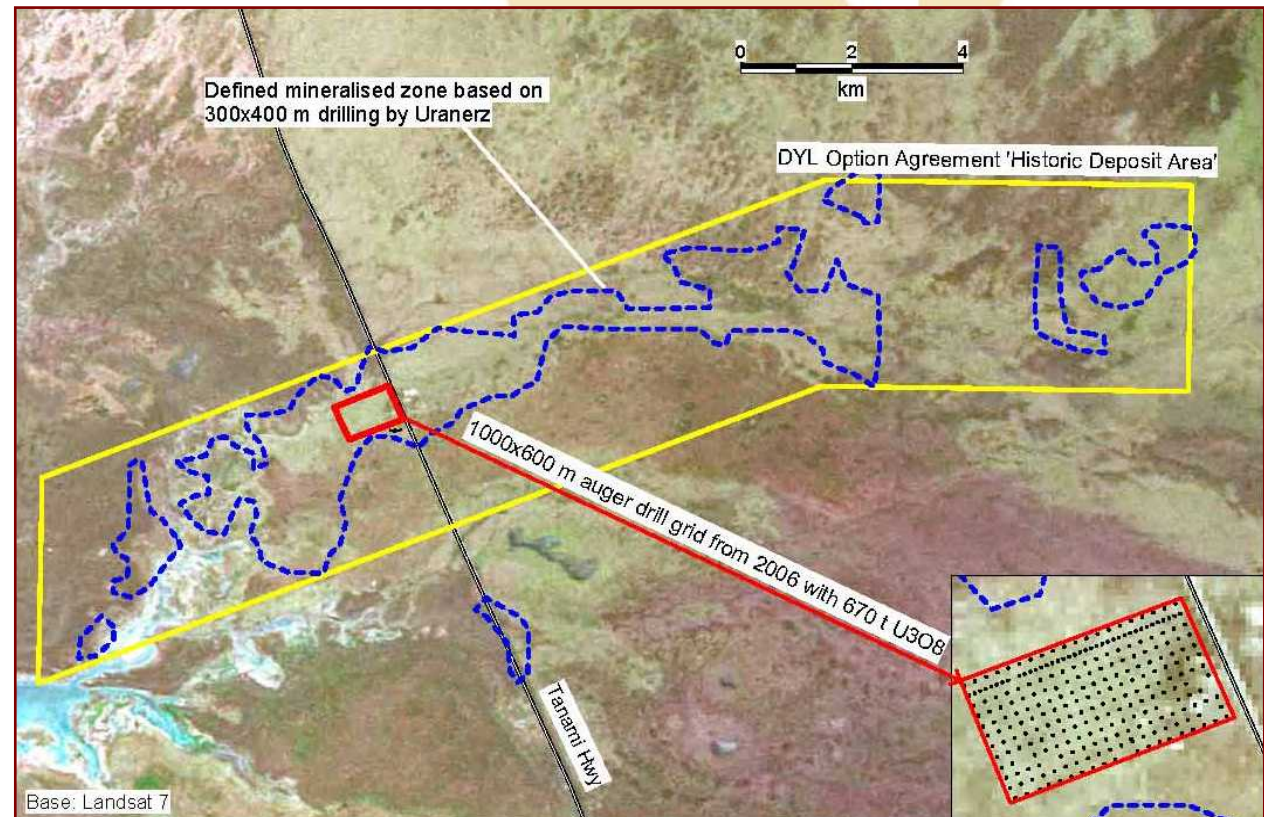 0 2 4
km
Defined mineralised zone based on
300x400 m drilling by Uranerz
DYL Option Agreement 'Historic Deposit Area'
1000x600 m auger drill grid from 2006 with 670 t U3O8
Tanami Hwy
Base: Landsat 7